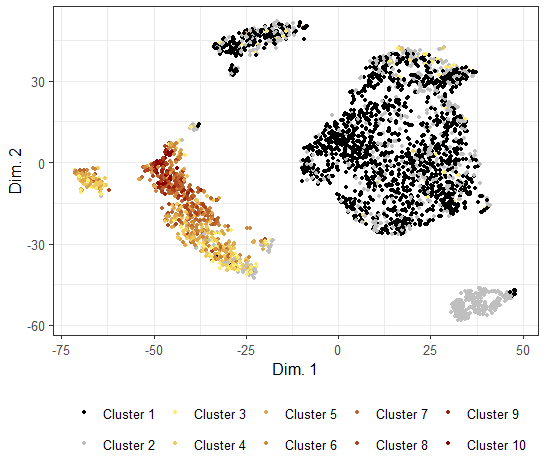 Dim. 2
30
0
-30
-60
-75
-50
-25
0
25
50
Dim. 1
Cluster 1
Cluster 3
Cluster 5
Cluster 7
Cluster 9
Cluster 2
Cluster 4
Cluster 6
Cluster 8
Cluster 10